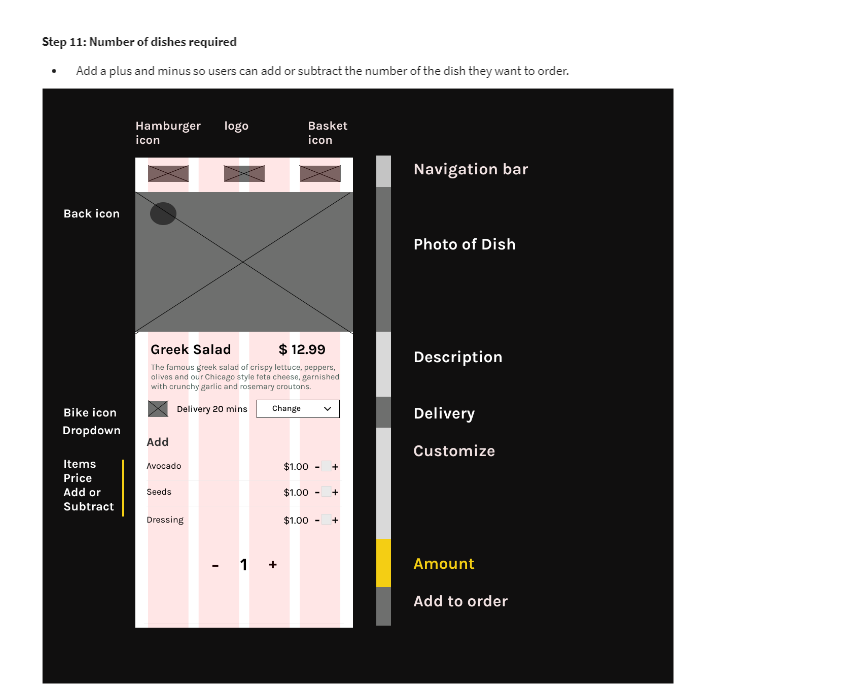 Step 11: Number of dishes required
• Add a plus and minus so users can add or subtract the number of the dish they want to order.
Hamburger icon
logo
Basket icon
Navigation bar
Back icon
Photo of Dish
Greek Salad $ 12.99
The famous greek salad of crispy lettuce, peppers,
olives and our Chicago style feta cheese, garnished
with crunchy garlic and rosemary croutons.
Description
Bike icon
Dropdown
Delivery 20 mins Change
Delivery
Add
Customize
Items
Price
Add or
Subtract
Avocado $1.00 - +
Seeds $1.00 - +
Dressing $1.00 - +
- 1 +
Amount
Add to order